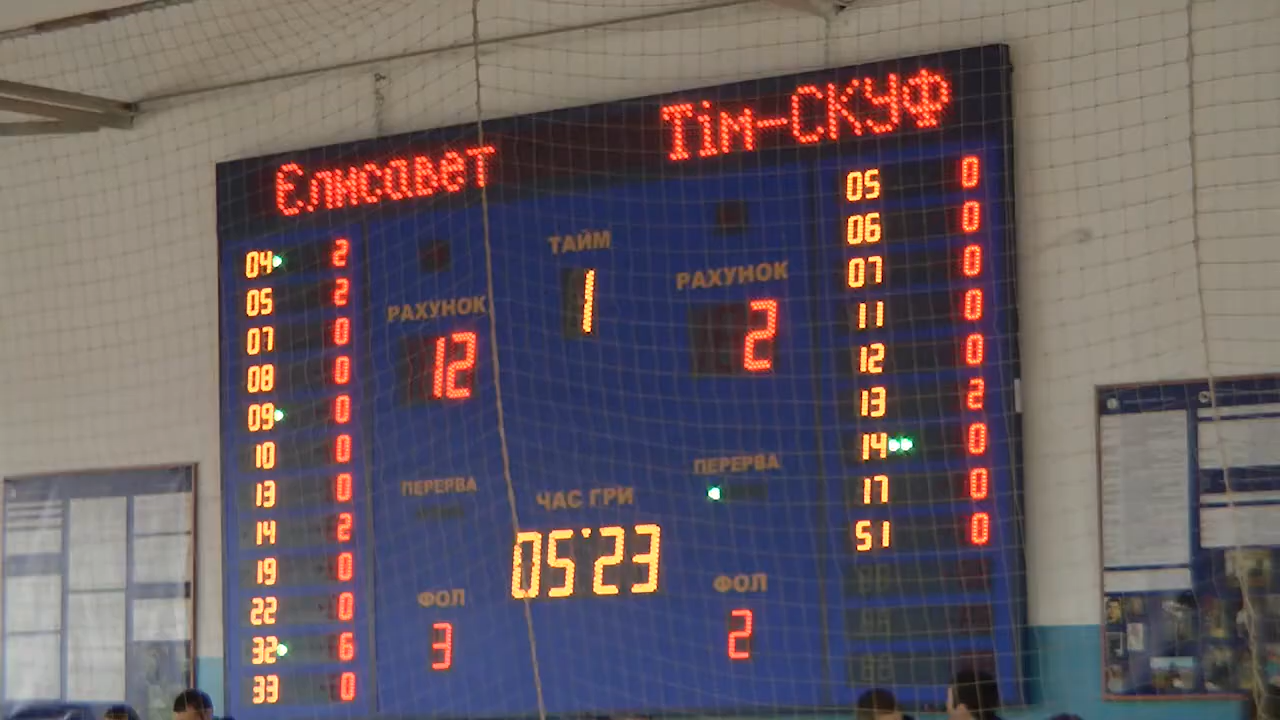 Єлисавет
Тім-СКУФ
04 2
05 2
07 0
08 0
09 0
10 0
13 0
14 2
19 0
22 0
32 6
33 0
РАХУНОК
12
ПЕРЕРВА
ФОЛ
3
ТАЙМ
1
ЧАС ГРИ
05:23
РАХУНОК
2
ПЕРЕРВА
ФОЛ
2
05 0
06 0
07 0
11 0
12 0
13 2
14 0
17 0
51 0